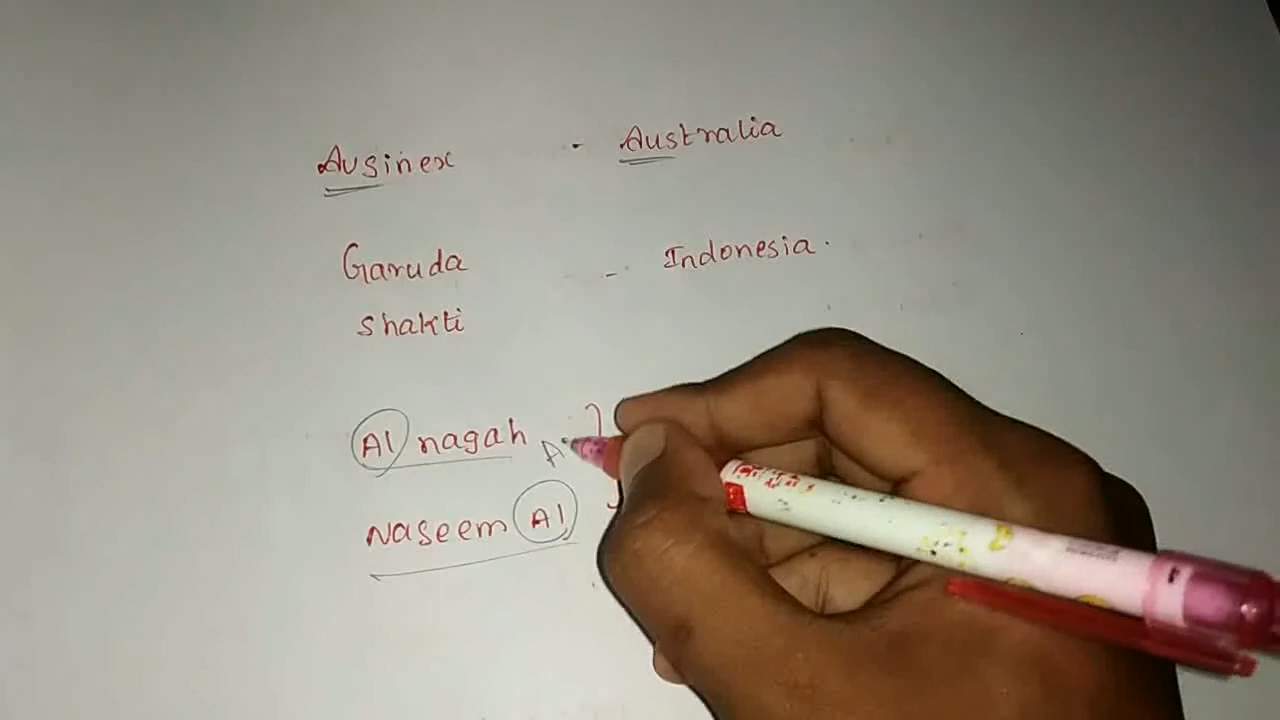 Ausinex - Australia
Garuda - Indonesia.
Shakti
Al nagah }
A
Naseem Al